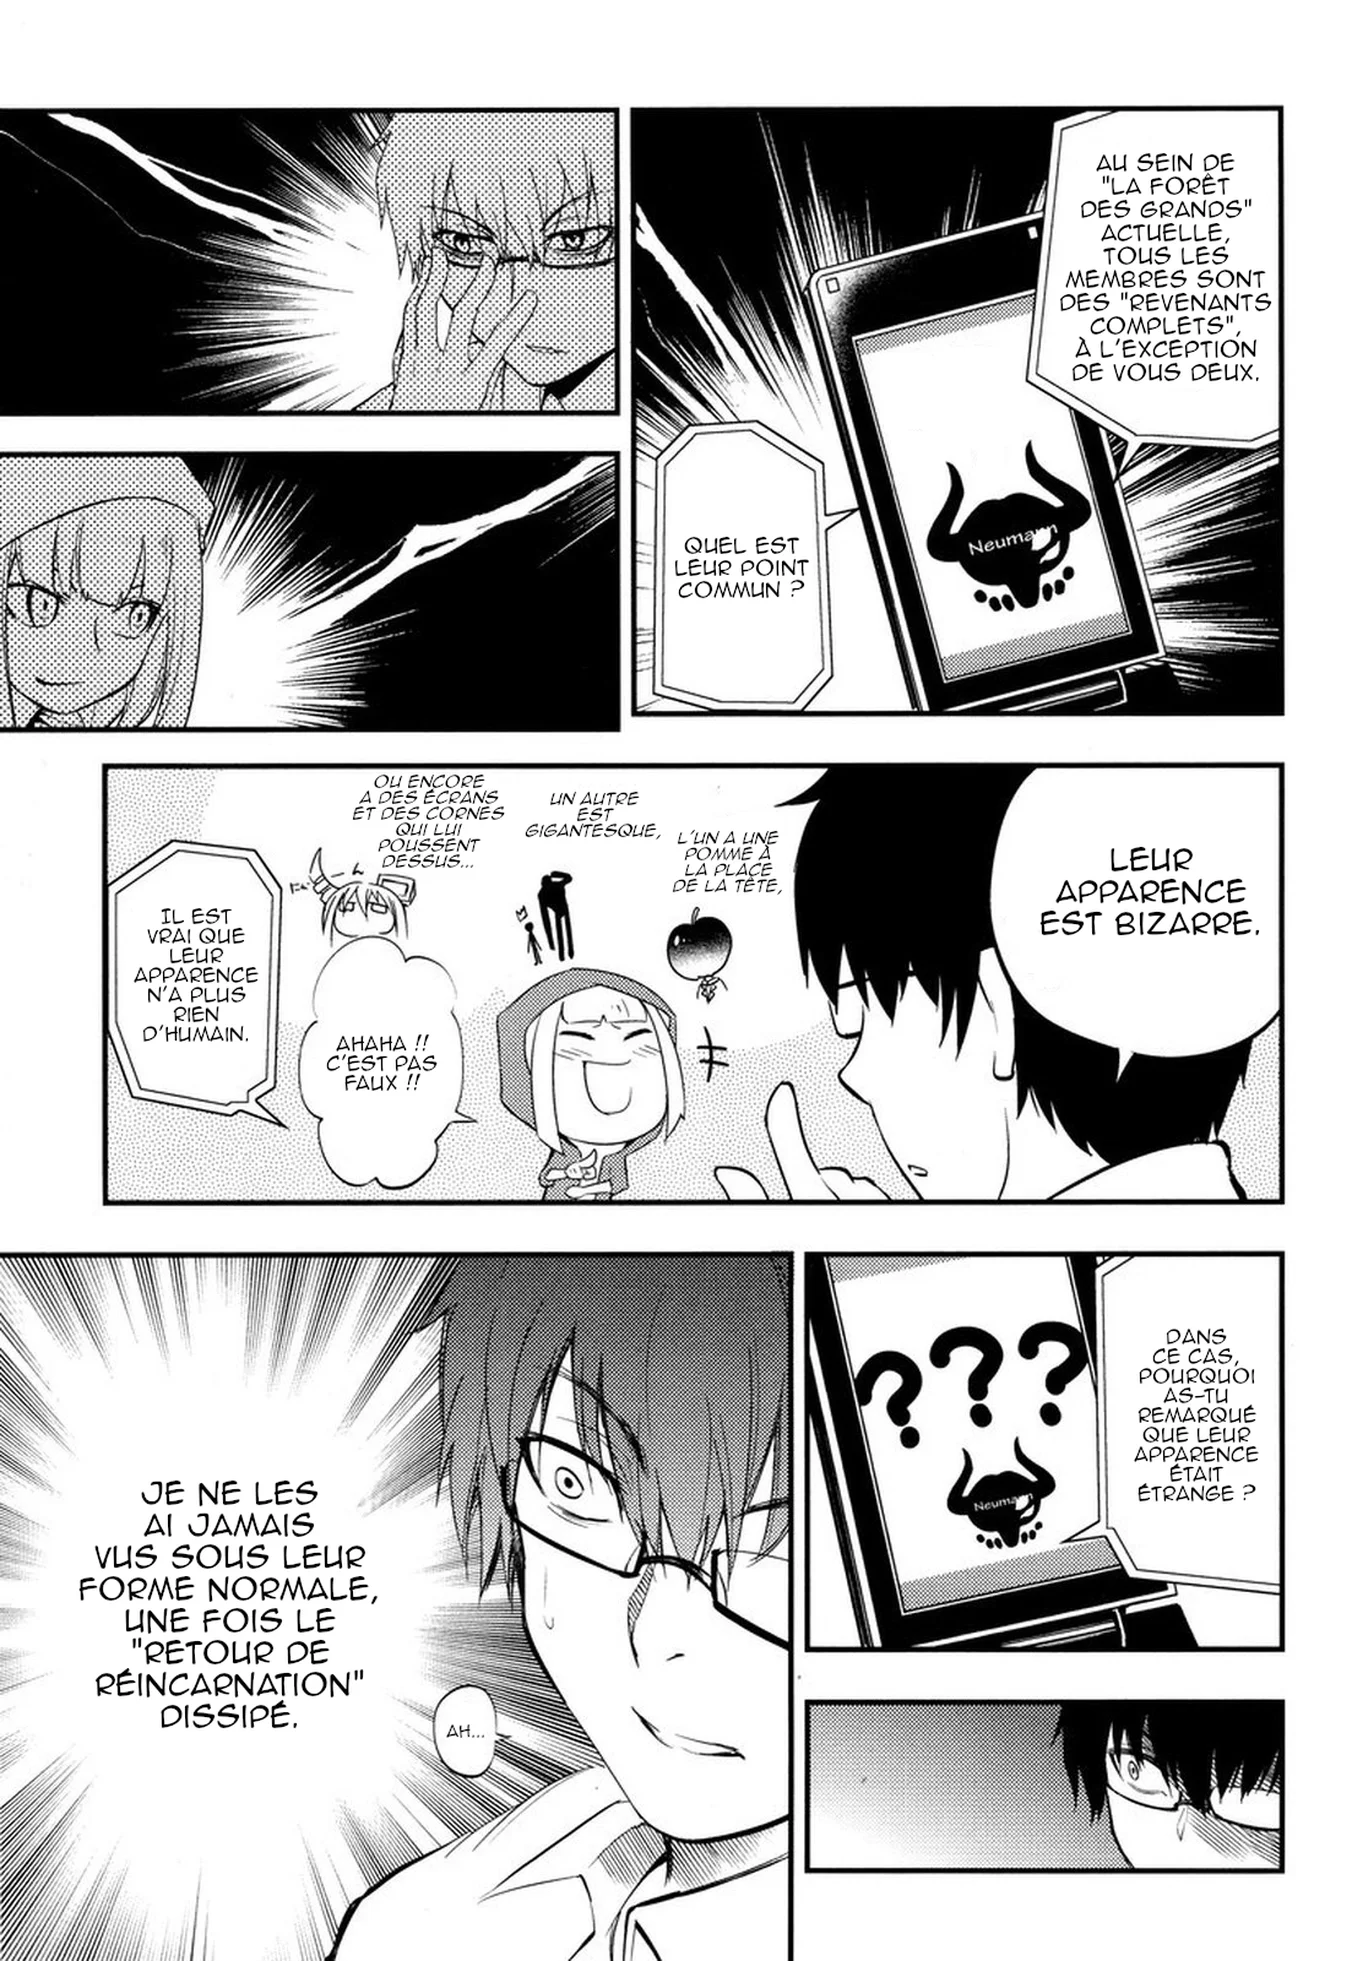 AU SEIN DE
"LA FORÊT
DES GRANDS"
ACTUELLE,
TOUS LES
MEMBRES SONT
DES "REVENANTS
COMPLETS",
À L'EXCEPTION
DE VOUS DEUX.
Neumann
QUEL EST
LEUR POINT
COMMUN ?
LEUR
APPARENCE
EST BIZARRE.
L'UN A UNE
POMME À
LA PLACE
DE LA TÊTE,
UN AUTRE
EST
GIGANTESQUE,
OU ENCORE
A DES ÉCRANS
ET DES CORNES
QUI LUI
POUSSENT
DESSUS...
AHAHA !!
C'EST PAS
FAUX !!
IL EST
VRAI QUE
LEUR
APPARENCE
N'A PLUS
RIEN
D'HUMAIN.
DANS
CE CAS,
POURQUOI
AS-TU
REMARQUÉ
QUE LEUR
APPARENCE
ÉTAIT
ÉTRANGE ?
???
Neumann
AH...
JE NE LES
AI JAMAIS
VUS SOUS LEUR
FORME NORMALE,
UNE FOIS LE
"RETOUR DE
RÉINCARNATION"
DISSIPÉ.